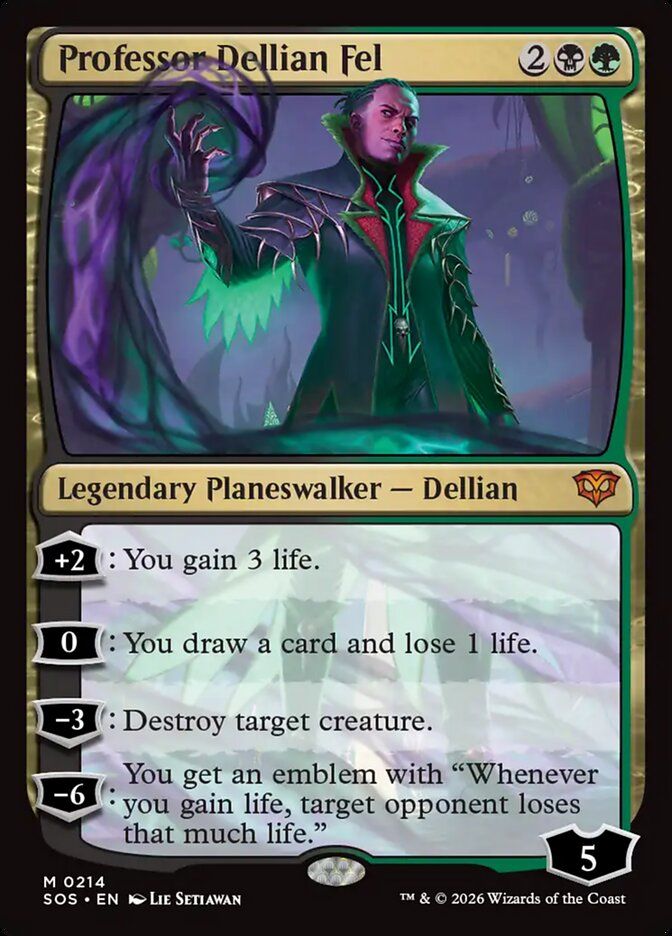 Professor Dellian Fel 2
Legendary Planeswalker — Dellian
+2 : You gain 3 life.
0 : You draw a card and lose 1 life.
−3 : Destroy target creature.
You get an emblem with “Whenever
−6 : you gain life, target opponent loses
that much life.”
5
M 0214
SOS • EN Lie Setiawan
™ & © 2026 Wizards of the Coast